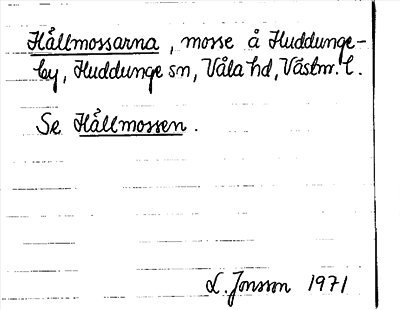 Hållmossarna, mosse å Huddunge-
by, Huddunge sn, Våla hd, Västm. l.
Se Hållmossen.
L. Jonsson 1971